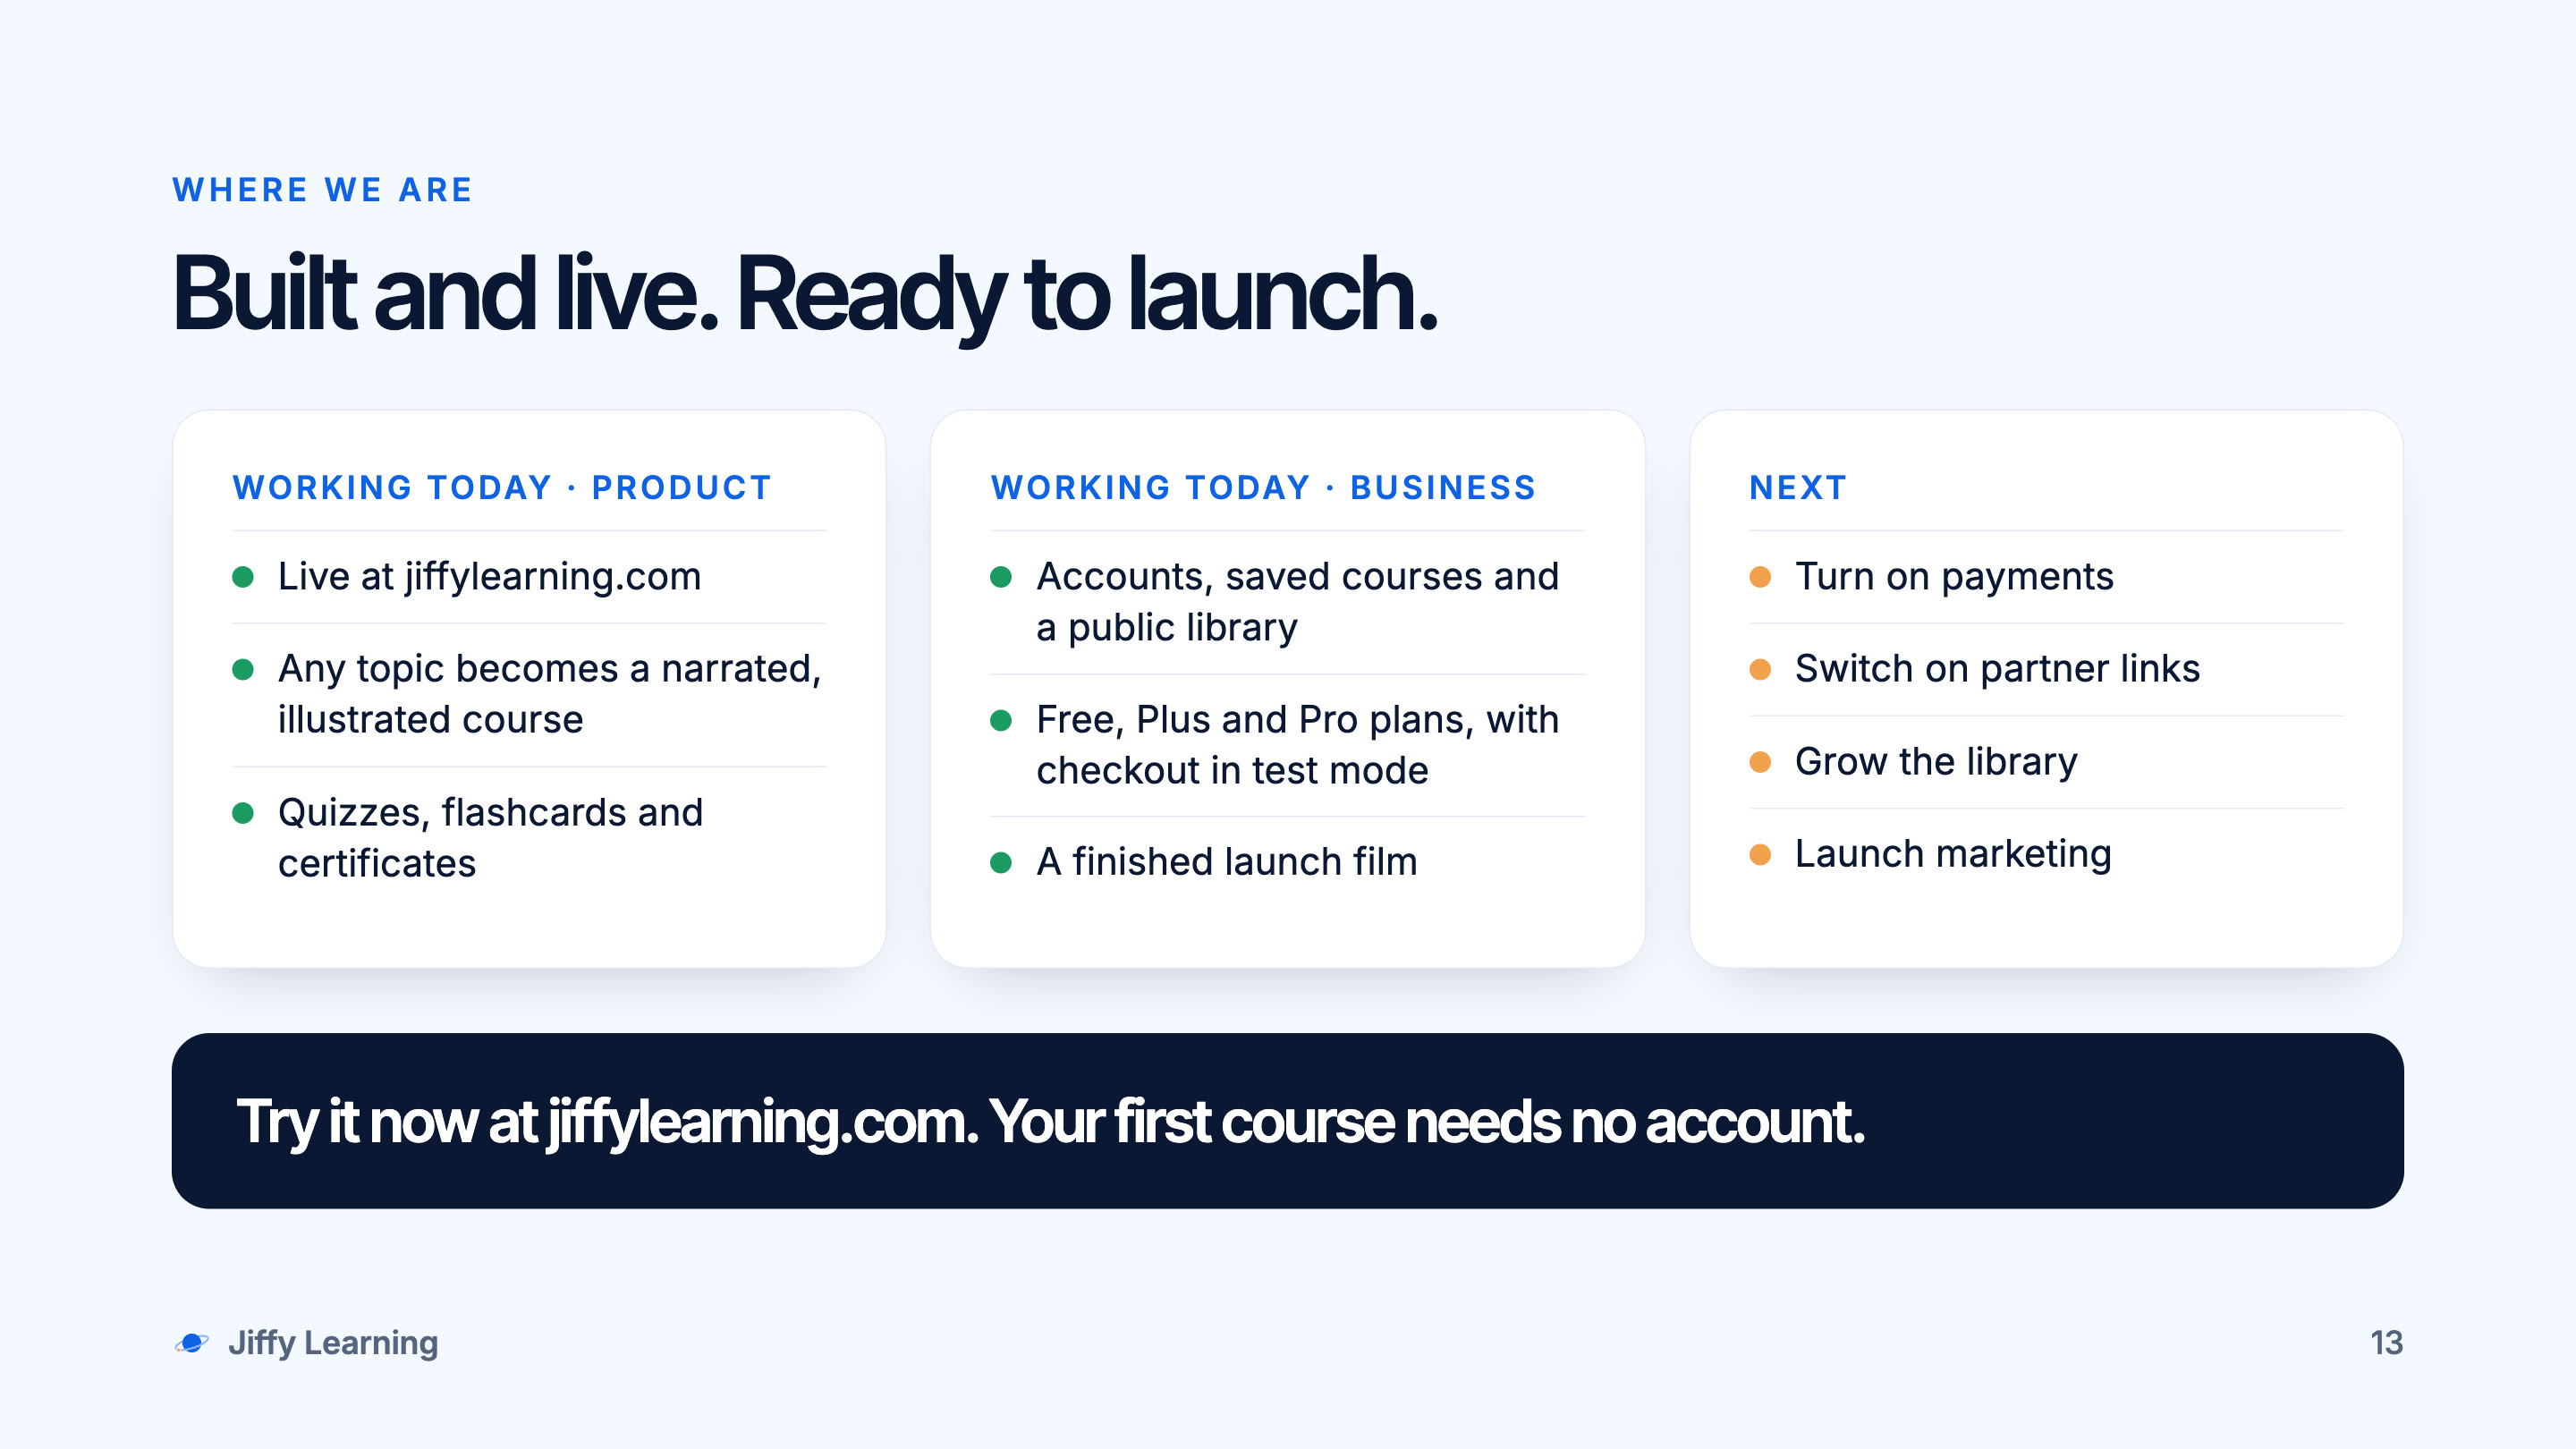 WHERE WE ARE
Built and live. Ready to launch.
WORKING TODAY · PRODUCT
Live at jiffylearning.com
Any topic becomes a narrated,
illustrated course
Quizzes, flashcards and
certificates
WORKING TODAY · BUSINESS
Accounts, saved courses and
a public library
Free, Plus and Pro plans, with
checkout in test mode
A finished launch film
NEXT
Turn on payments
Switch on partner links
Grow the library
Launch marketing
Try it now at jiffylearning.com. Your first course needs no account.
Jiffy Learning
13